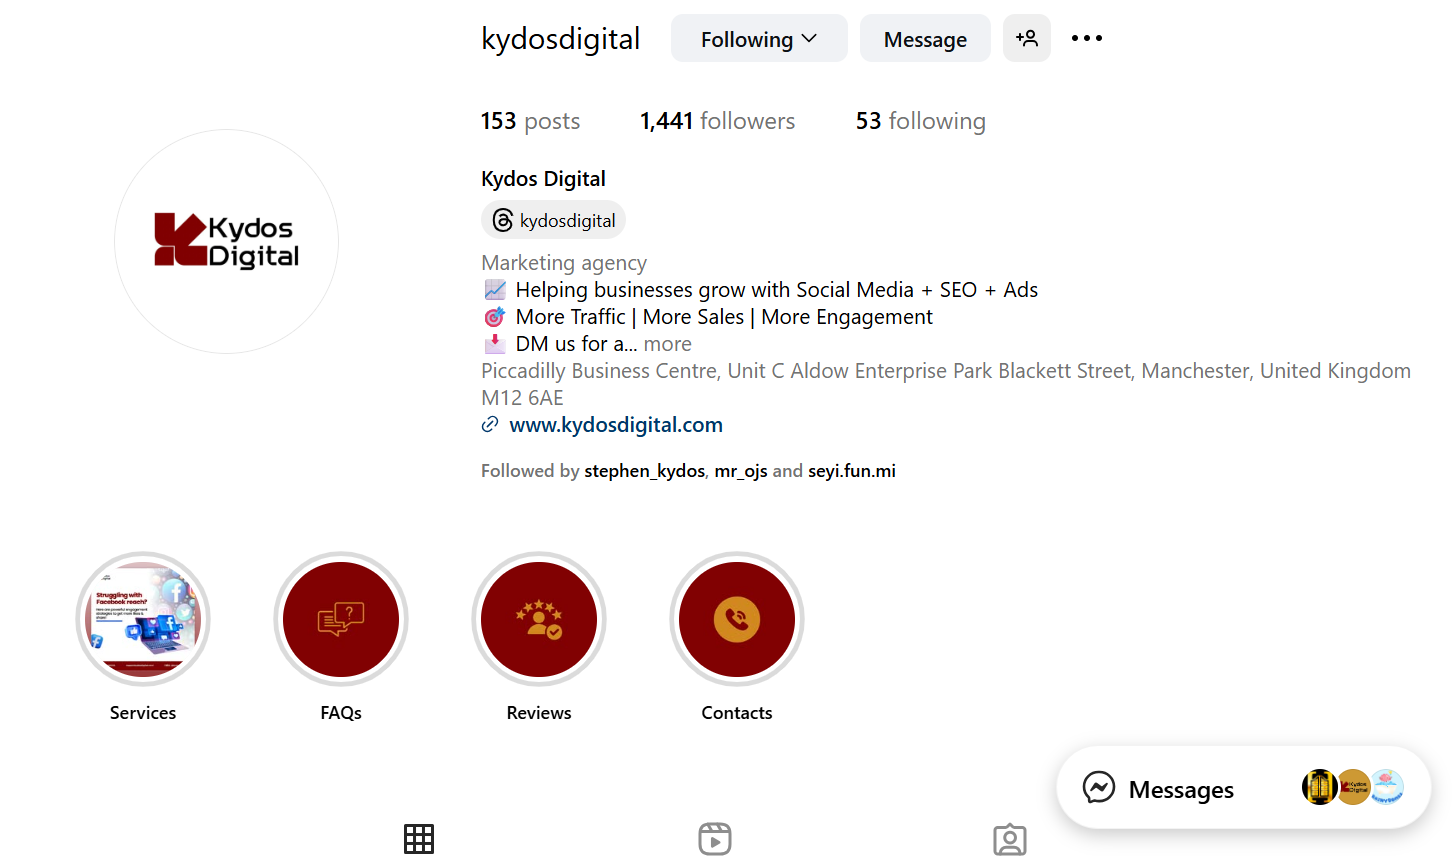 kydosdigital
Following
Message
153 posts
1,441 followers
53 following
Kydos Digital
kydosdigital
Marketing agency
📈 Helping businesses grow with Social Media + SEO + Ads
🎯 More Traffic | More Sales | More Engagement
📩 DM us for a... more
Piccadilly Business Centre, Unit C Aldow Enterprise Park Blackett Street, Manchester, United Kingdom
M12 6AE
www.kydosdigital.com
Followed by stephen_kydos, mr_ojs and seyi.fun.mi
Kydos
Digital
Struggling with
Facebook reach?
Services
FAQs
Reviews
Contacts
Messages
Kydos
Digital